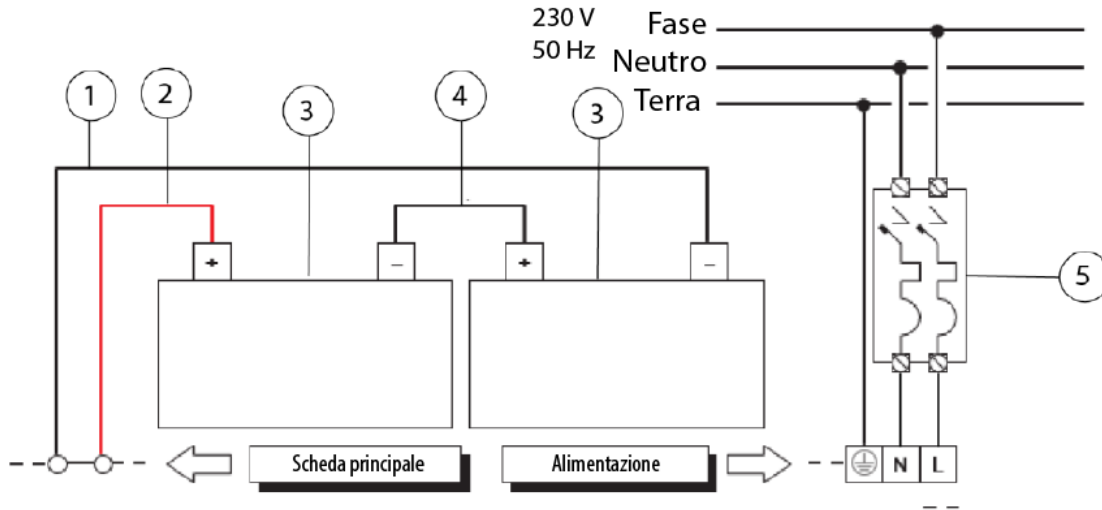 230 V
50 Hz
Fase
Neutro
Terra
1
2
3
4
3
+
–
+
–
5
Scheda principale
Alimentazione
N
L